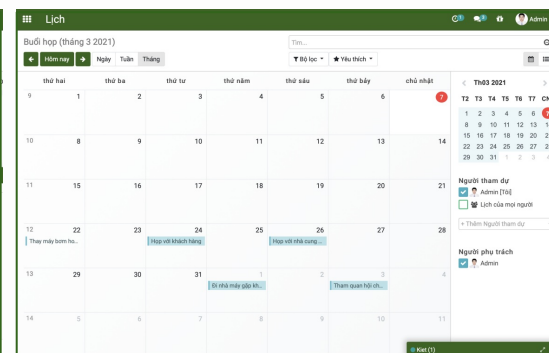 Lịch
Admin
Buổi họp (tháng 3 2021)
Tìm...
Hôm nay Ngày Tuần Tháng
Bộ lọc Yêu thích
thứ hai thứ ba thứ tư thứ năm thứ sáu thứ bảy chủ nhật
9 1 2 3 4 5 6 7
10 8 9 10 11 12 13 14
11 15 16 17 18 19 20 21
12 22 23 24 25 26 27 28
Thay máy bơm ho... Họp với khách hàng Họp với nhà cung ...
13 29 30 31 1 2 3 4
Đi nhà máy gặp kh... Tham quan hội ch...
14 5 6 7 8 9 10 11
Th03 2021
T2 T3 T4 T5 T6 T7 CN
1 2 3 4 5 6 7
8 9 10 11 12 13
15 16 17 18 19 20
22 23 24 25 26 27
29 30 31 1 2 3
Người tham dự
Admin [Tôi]
Lịch của mọi người
+ Thêm Người tham dự
Người phụ trách
Admin
Kiet (1)